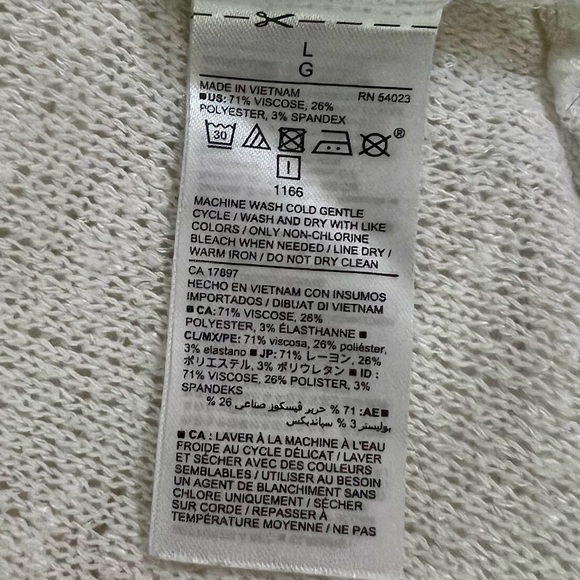 L
G
MADE IN VIETNAM RN 54023
■US: 71% VISCOSE, 26%
POLYESTER, 3% SPANDEX
30
®
I
1166
MACHINE WASH COLD GENTLE
CYCLE / WASH AND DRY WITH LIKE
COLORS / ONLY NON-CHLORINE
BLEACH WHEN NEEDED / LINE DRY /
WARM IRON / DO NOT DRY CLEAN
CA 17897
HECHO EN VIETNAM CON INSUMOS
IMPORTADOS / DIBUAT DI VIETNAM
■ CA: 71% VISCOSE, 26%
POLYESTER, 3% ÉLASTHANNE ■
CL/MX/PE: 71% viscosa, 26% poliéster,
3% elastano ■ JP: 71% レーヨン, 26%
ポリエステル, 3% ポリウレタン ■ ID :
71% VISCOSE, 26% POLISTER, 3%
SPANDEKS
■ AE: 71 % حرير ڤيسكوز صناعي 26 %
بوليستر 3 % سپاندیکس
■ CA : LAVER À LA MACHINE À L'EAU
FROIDE AU CYCLE DÉLICAT / LAVER
ET SÉCHER AVEC DES COULEURS
SEMBLABLES / UTILISER AU BESOIN
UN AGENT DE BLANCHIMENT SANS
CHLORE UNIQUEMENT / SÉCHER
SUR CORDE / REPASSER À
TEMPÉRATURE MOYENNE / NE PAS